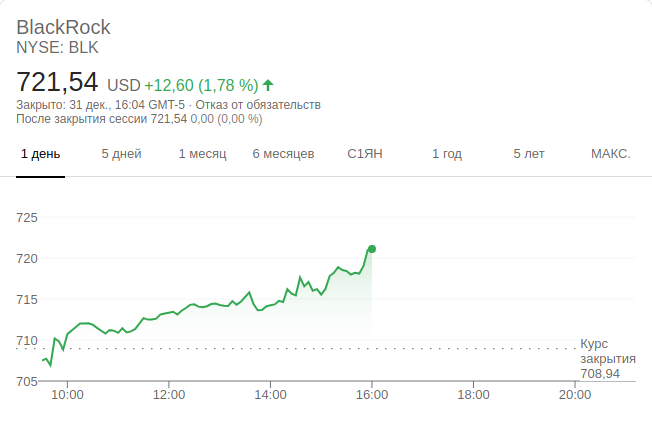 BlackRock
NYSE: BLK
721,54 USD +12,60 (1,78 %)
Закрыто: 31 дек., 16:04 GMT-5 · Отказ от обязательств
После закрытия сессии 721,54 0,00 (0,00 %)
1 день 5 дней 1 месяц 6 месяцев С1ЯН 1 год 5 лет МАКС.
725
720
715
710
705
Курс
закрытия
708,94
10:00 12:00 14:00 16:00 18:00 20:00